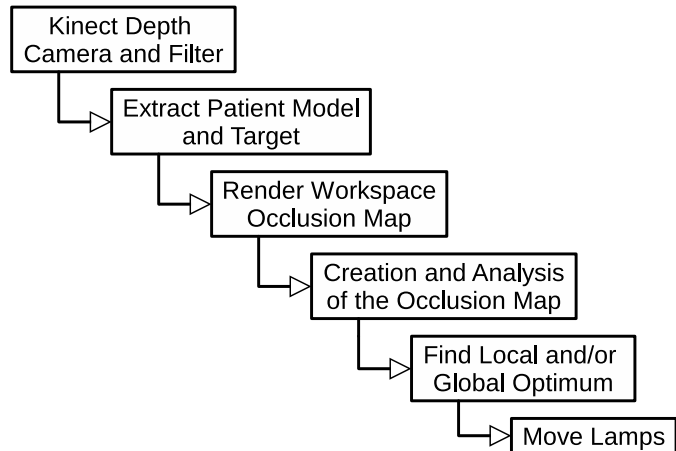 Kinect Depth
Camera and Filter
Extract Patient Model
and Target
Render Workspace
Occlusion Map
Creation and Analysis
of the Occlusion Map
Find Local and/or
Global Optimum
Move Lamps